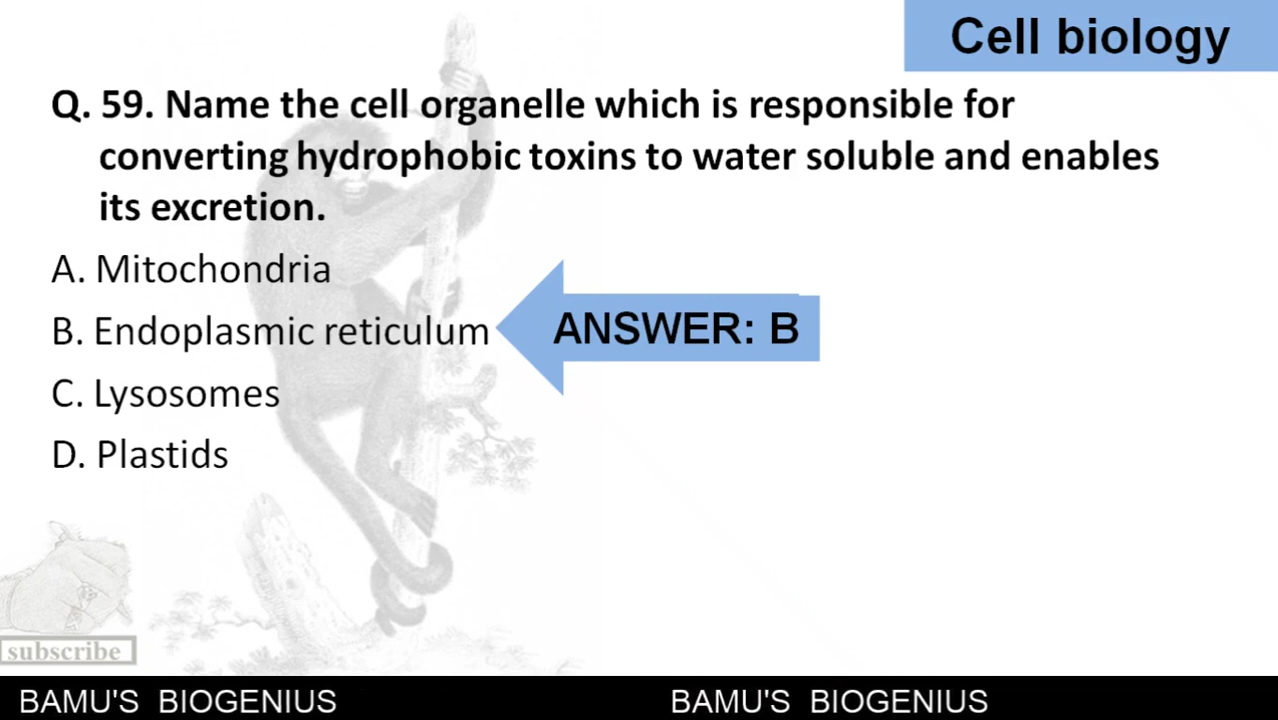 Cell biology
Q. 59. Name the cell organelle which is responsible for
converting hydrophobic toxins to water soluble and enables
its excretion.
A. Mitochondria
B. Endoplasmic reticulum
ANSWER: B
C. Lysosomes
D. Plastids
subscribe
BAMU'S BIOGENIUS
BAMU'S BIOGENIUS